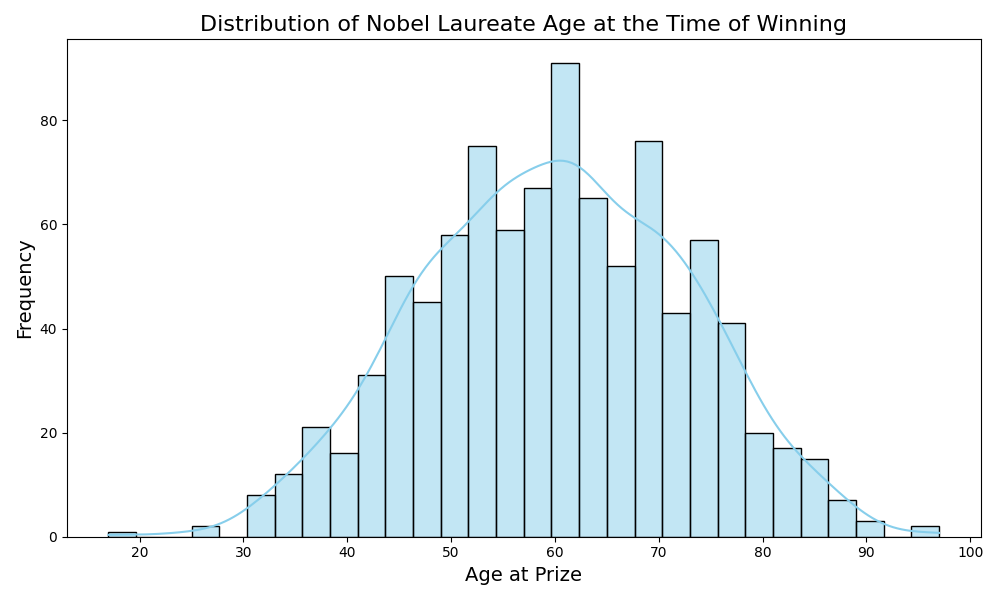 Distribution of Nobel Laureate Age at the Time of Winning
Frequency
80
60
40
20
0
20 30 40 50 60 70 80 90 100
Age at Prize